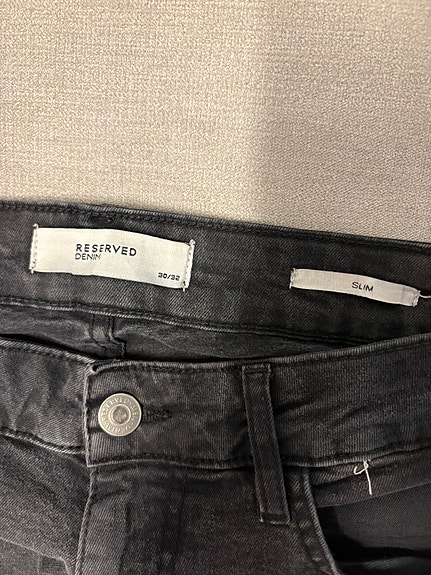 RESERVED
DENIM
30/32
SLIM